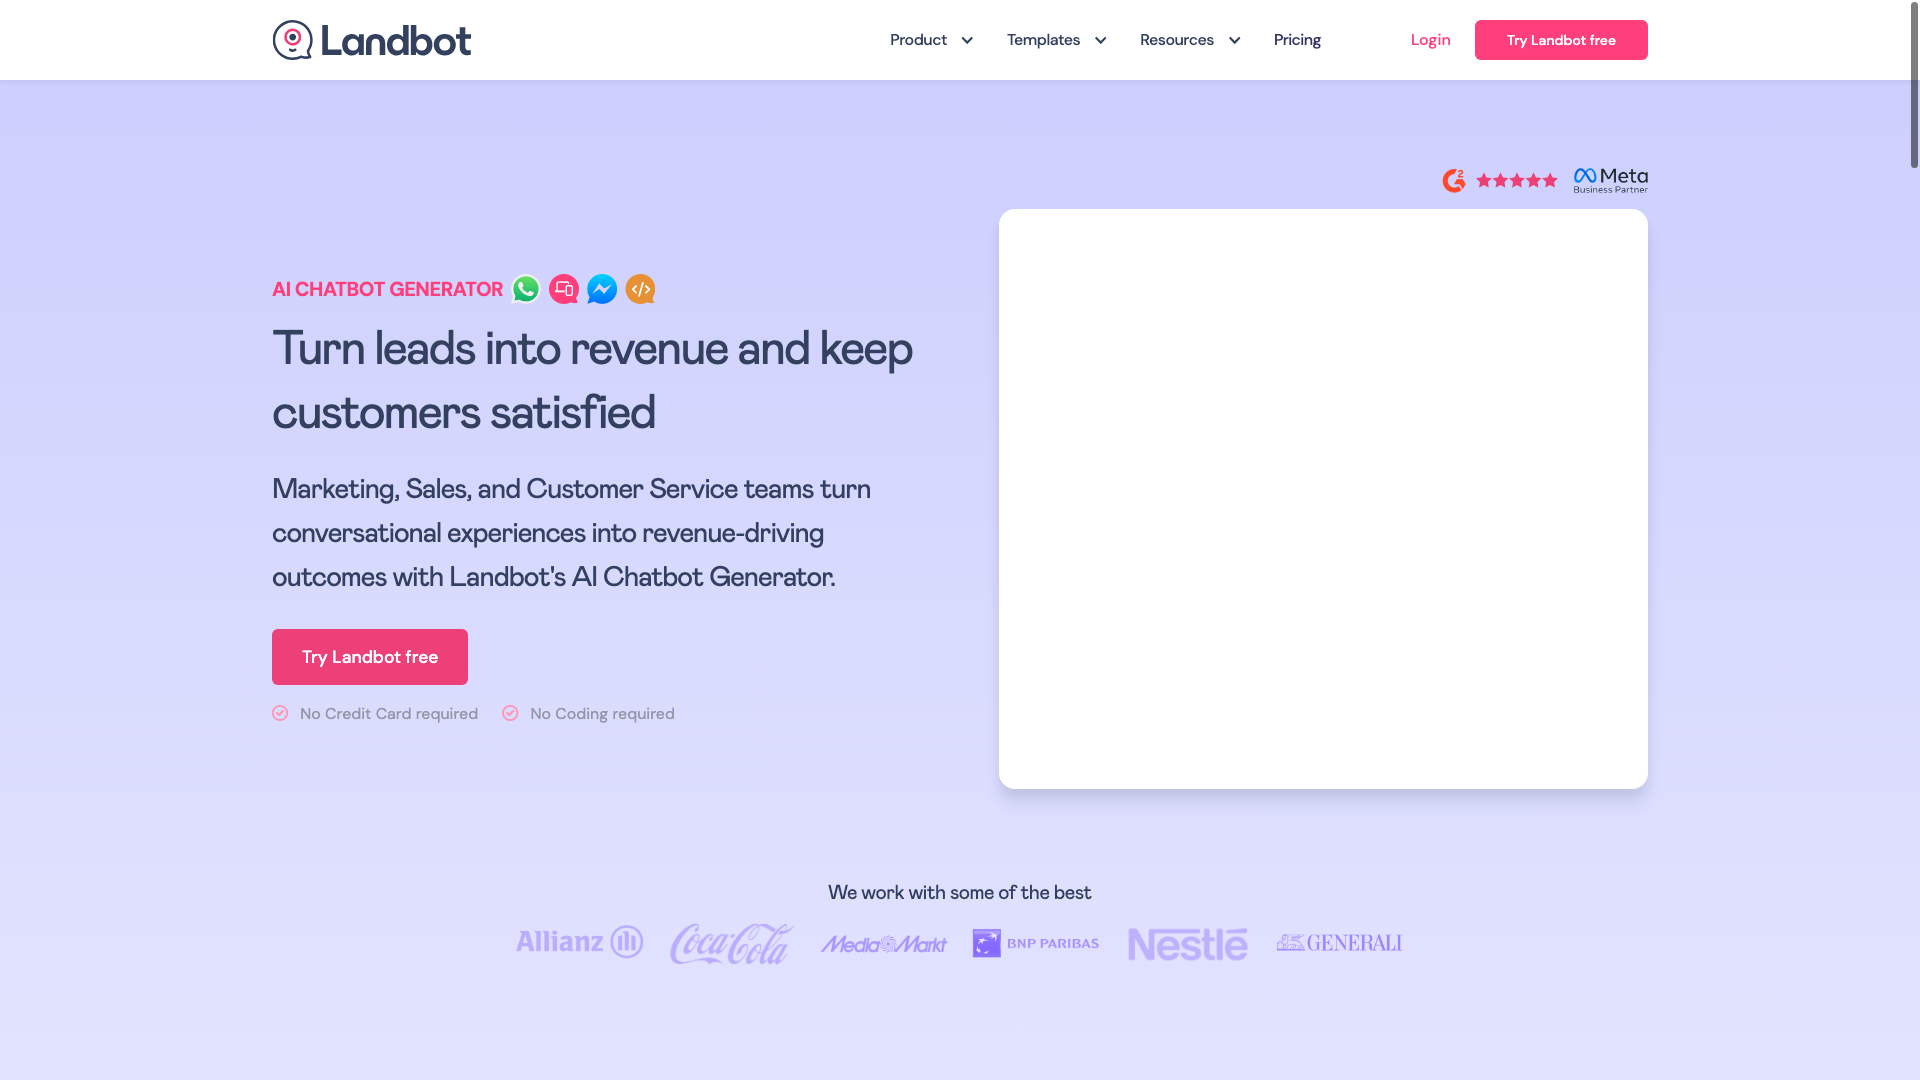 Landbot
Product
Templates
Resources
Pricing
Login
Try Landbot free
Meta
Business Partner
AI CHATBOT GENERATOR
Turn leads into revenue and keep
customers satisfied
Marketing, Sales, and Customer Service teams turn
conversational experiences into revenue-driving
outcomes with Landbot's AI Chatbot Generator.
Try Landbot free
No Credit Card required
No Coding required
We work with some of the best
Allianz
Coca-Cola
MediaMarkt
BNP PARIBAS
Nestlé
GENERALI